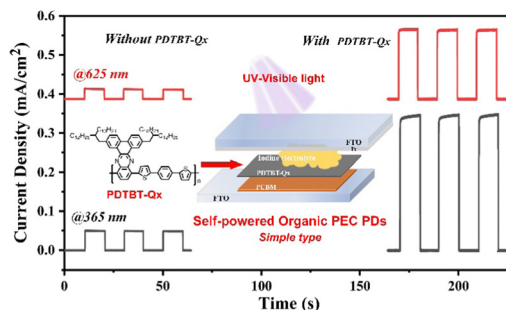 Without PDTBT-Qx
With PDTBT-Qx
@625 nm
UV-Visible light
FTO
Pt
Iodine electrolyte
PDTBT-Qx
PCBM
FTO
N
N
S
S
n
PDTBT-Qx
@365 nm
Self-powered Organic PEC PDs
Simple type
Current Density (mA/cm²)
0.6
0.5
0.4
0.3
0.2
0.1
0.0
0
50
100
150
200
Time (s)